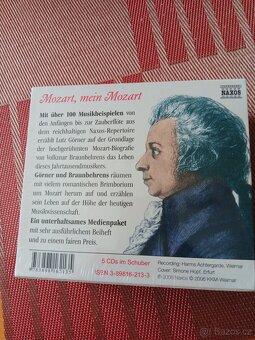 Mozart, mein Mozart
NAXOS
Mit über 100 Musikbeispielen von
den Anfängen bis zur Zauberflöte aus
dem reichhaltigen Naxos-Repertoire
erzählt Lutz Görner auf der Grundlage
der hochgerühmten Mozart-Biografie
von Volkmar Braunbehrens das Leben
dieses Jahrtausendmusikers.
Görner und Braunbehrens räumen
mit vielem romantischen Brimborium
um Mozart herum auf und erzählen
sein Leben auf der Höhe der heutigen
Musikwissenschaft.
Ein unterhaltsames Medienpaket
mit sehr ausführlichem Beiheft
und zu einem fairen Preis.
5 CDs im Schuber
ISBN 3-89816-213-3
Recording: Harms Achtergarde, Weimar
Cover: Simone Hopf, Erfurt
℗ 2006 Naxos © 2006 KKM-Weimar